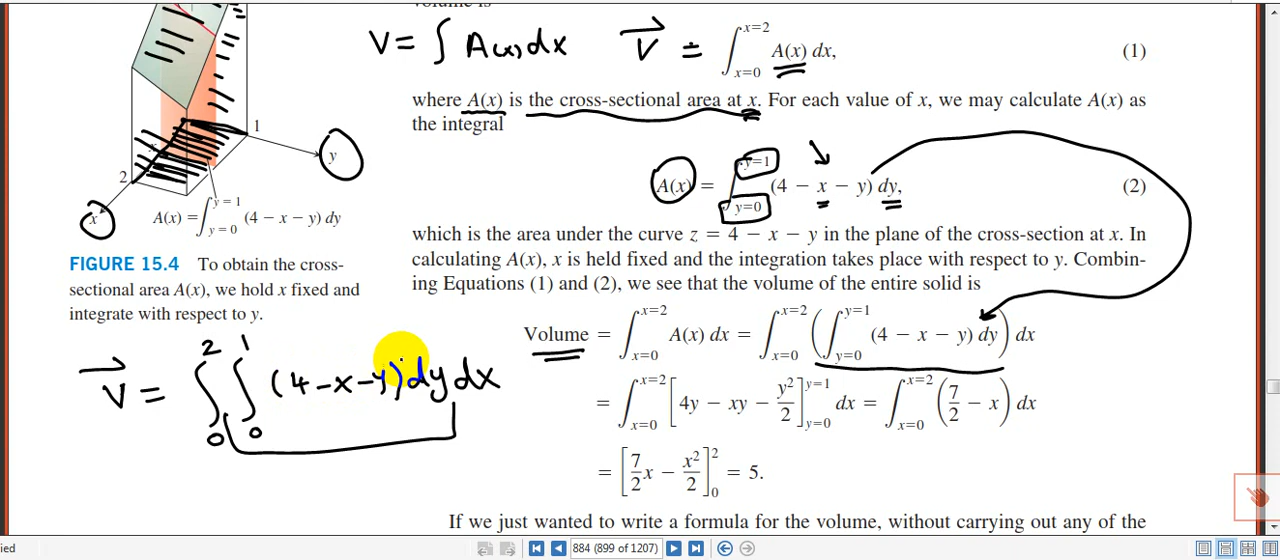 V = ∫ A(x) dx   V⃗ = ∫_{x=0}^{x=2} A(x) dx, (1)
where A(x) is the cross-sectional area at x. For each value of x, we may calculate A(x) as
the integral
1
y
A(x) = ∫_{y=0}^{y=1} (4 − x − y) dy, (2)
2
x
A(x) = ∫_{y=0}^{y=1} (4 − x − y) dy
which is the area under the curve z = 4 − x − y in the plane of the cross-section at x. In
calculating A(x), x is held fixed and the integration takes place with respect to y. Combin-
ing Equations (1) and (2), we see that the volume of the entire solid is
FIGURE 15.4 To obtain the cross-
sectional area A(x), we hold x fixed and
integrate with respect to y.
Volume = ∫_{x=0}^{x=2} A(x) dx = ∫_{x=0}^{x=2} (∫_{y=0}^{y=1} (4 − x − y) dy) dx
V⃗ = ∫_0^2 ∫_0^1 (4 − x − y) dy dx
= ∫_{x=0}^{x=2} [4y − xy − y²/2]_{y=0}^{y=1} dx = ∫_{x=0}^{x=2} (7/2 − x) dx
= [7/2 x − x²/2]_0^2 = 5.
If we just wanted to write a formula for the volume, without carrying out any of the
ied
884 (899 of 1207)